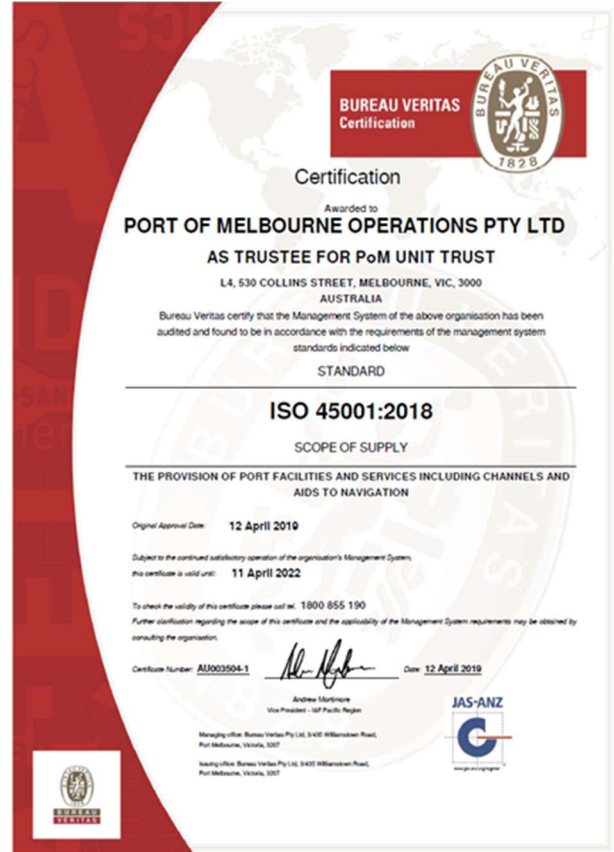 BUREAU VERITAS
Certification
BUREAU VERITAS
1828
Certification
Awarded to
PORT OF MELBOURNE OPERATIONS PTY LTD
AS TRUSTEE FOR PoM UNIT TRUST
L4, 530 COLLINS STREET, MELBOURNE, VIC, 3000
AUSTRALIA
Bureau Veritas certify that the Management System of the above organisation has been
audited and found to be in accordance with the requirements of the management system
standards indicated below
STANDARD
ISO 45001:2018
SCOPE OF SUPPLY
THE PROVISION OF PORT FACILITIES AND SERVICES INCLUDING CHANNELS AND
AIDS TO NAVIGATION
Original Approval Date: 12 April 2019
Subject to the continued satisfactory operation of the organisation's Management System,
this certificate is valid until: 11 April 2022
To check the validity of this certificate please call tel. 1800 855 190
Further clarification regarding the scope of this certificate and the applicability of the Management System requirements may be obtained by
consulting the organisation.
Certificate Number: AU003504-1 Date: 12 April 2019
Andrew Mortimore
Vice President - I&F Pacific Region
Managing office: Bureau Veritas Pty Ltd, 3/435 Williamstown Road,
Port Melbourne, Victoria, 3207
Issuing office: Bureau Veritas Pty Ltd, 3/435 Williamstown Road,
Port Melbourne, Victoria, 3207
JAS-ANZ
BUREAU
VERITAS